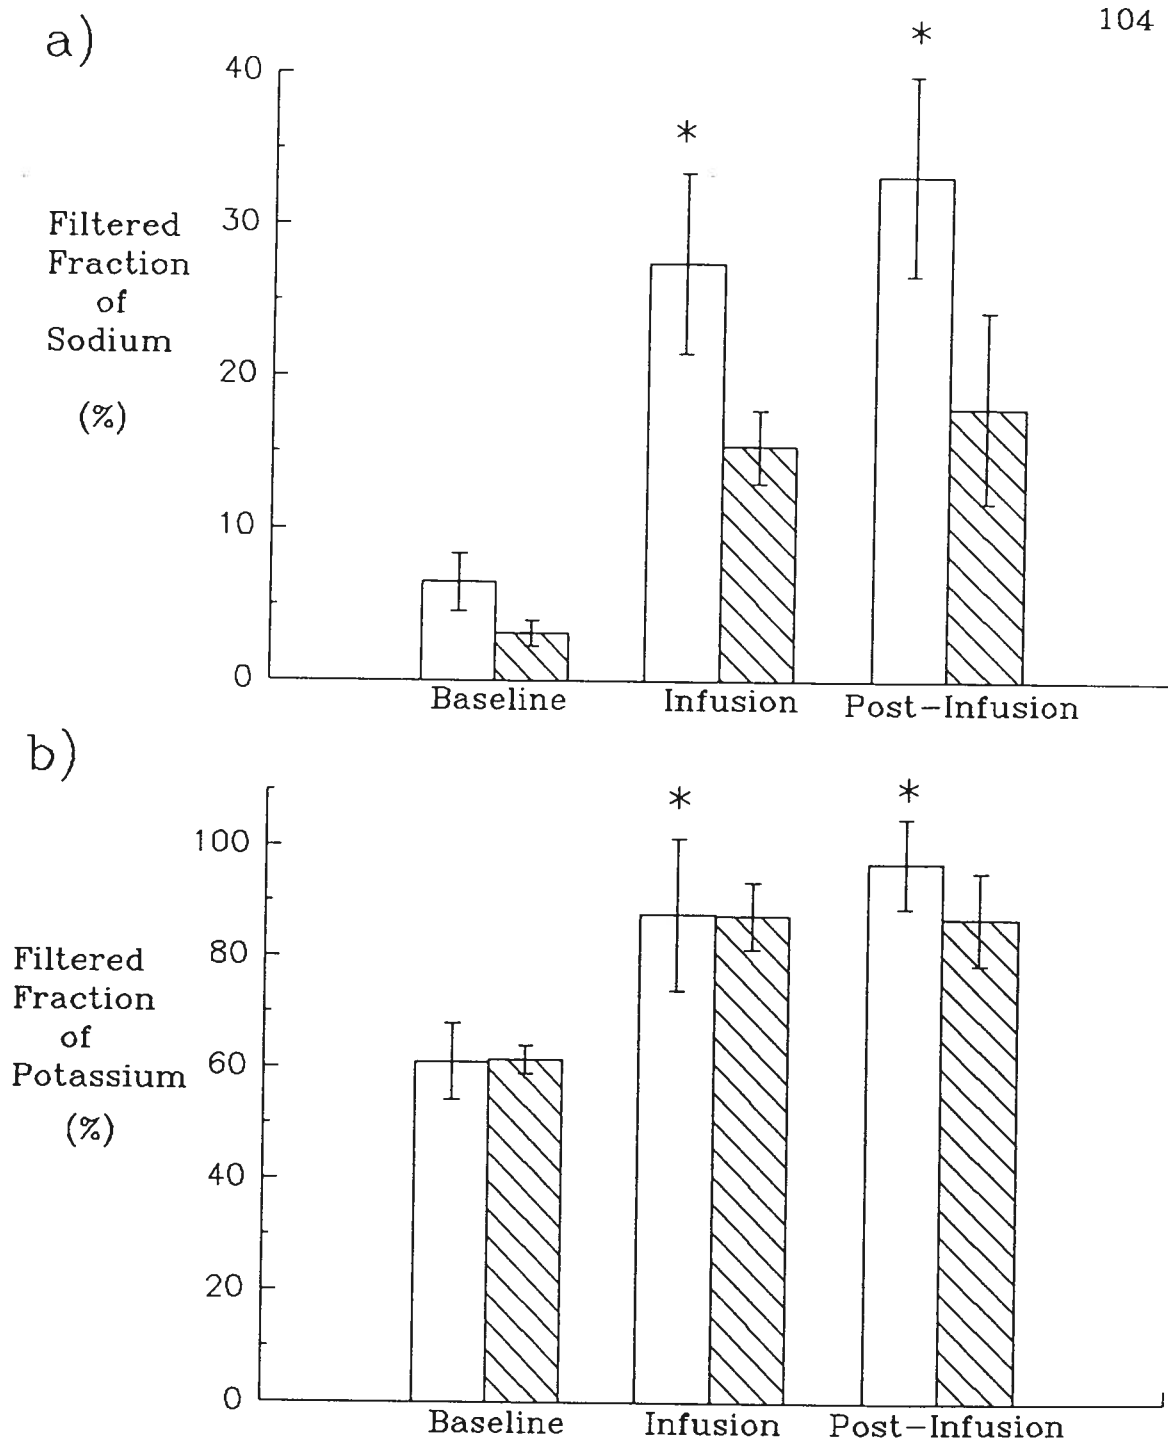 104
a)
*
*
40
30
20
10
0
Filtered
Fraction
of
Sodium
(%)
Baseline Infusion Post-Infusion
b)
*
*
100
80
60
40
20
0
Filtered
Fraction
of
Potassium
(%)
Baseline Infusion Post-Infusion